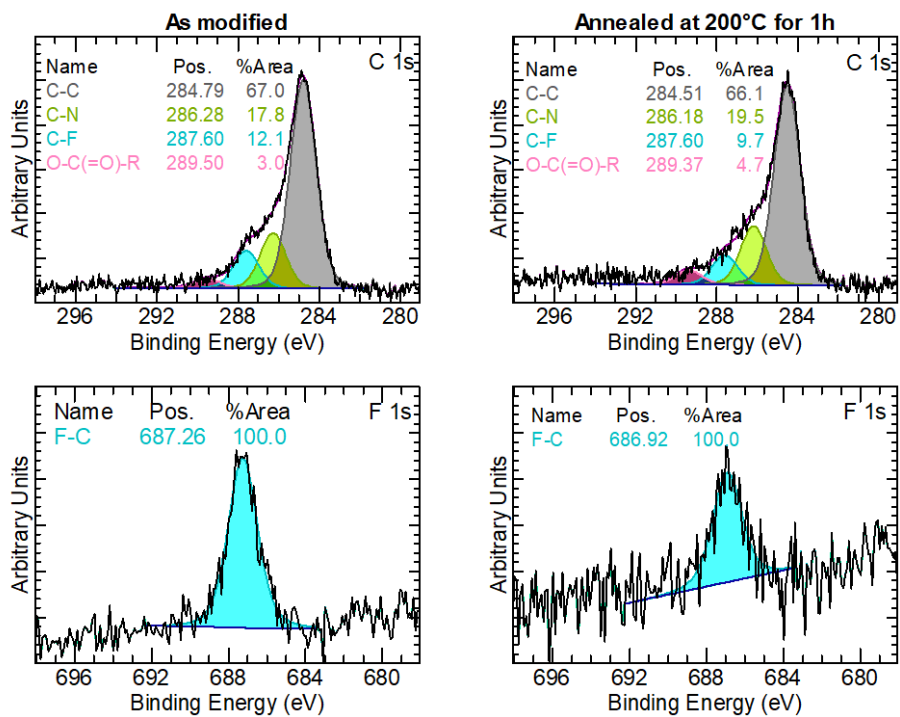 As modified
C 1s
Name Pos. %Area
C-C 284.79 67.0
C-N 286.28 17.8
C-F 287.60 12.1
O-C(=O)-R 289.50 3.0
Arbitrary Units
296 292 288 284 280
Binding Energy (eV)
Annealed at 200°C for 1h
C 1s
Name Pos. %Area
C-C 284.51 66.1
C-N 286.18 19.5
C-F 287.60 9.7
O-C(=O)-R 289.37 4.7
Arbitrary Units
296 292 288 284 280
Binding Energy (eV)
F 1s
Name Pos. %Area
F-C 687.26 100.0
Arbitrary Units
696 692 688 684 680
Binding Energy (eV)
F 1s
Name Pos. %Area
F-C 686.92 100.0
Arbitrary Units
696 692 688 684 680
Binding Energy (eV)